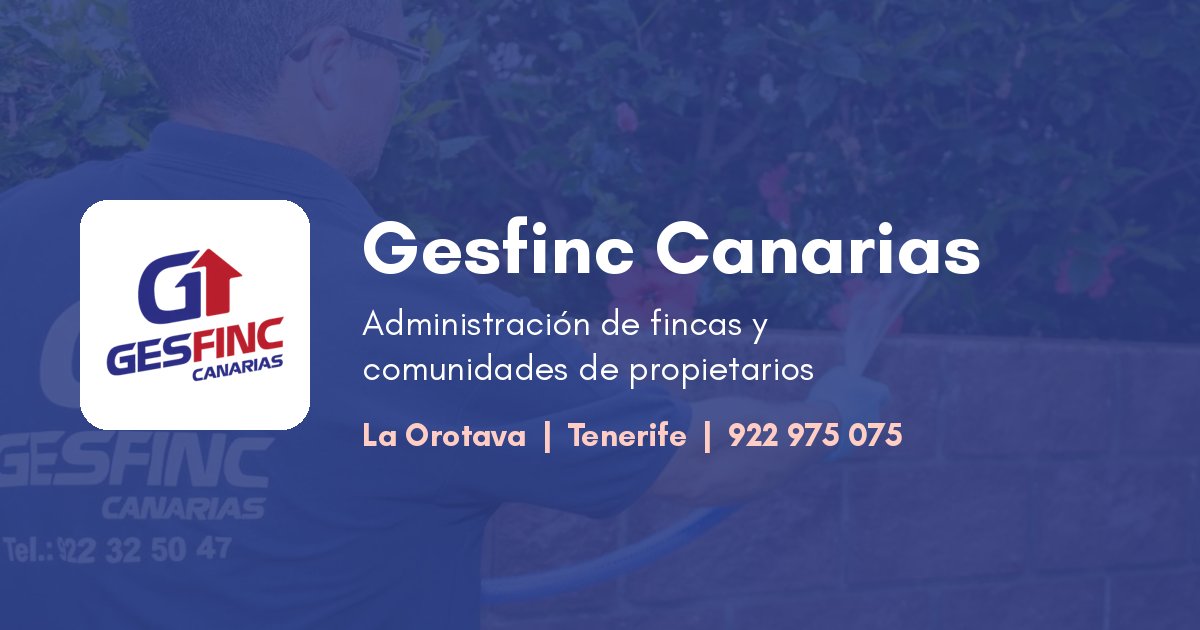 Gesfinc Canarias
Administración de fincas y
comunidades de propietarios
La Orotava | Tenerife | 922 975 075
GESFINC
CANARIAS
GESFINC
CANARIAS
Tel.: 922 32 50 47